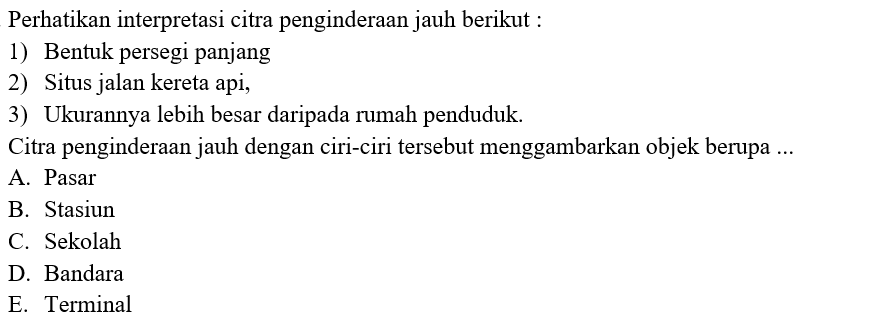 Perhatikan interpretasi citra penginderaan jauh berikut :
1) Bentuk persegi panjang
2) Situs jalan kereta api,
3) Ukurannya lebih besar daripada rumah penduduk.
Citra penginderaan jauh dengan ciri-ciri tersebut menggambarkan objek berupa ...
A. Pasar
B. Stasiun
C. Sekolah
D. Bandara
E. Terminal